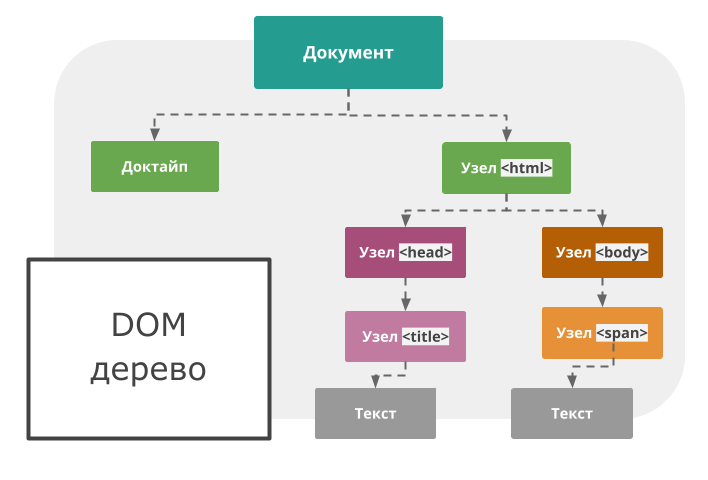 Документ
Доктайп
Узел <html>
Узел <head>
Узел <body>
DOM
дерево
Узел <title>
Узел <span>
Текст
Текст